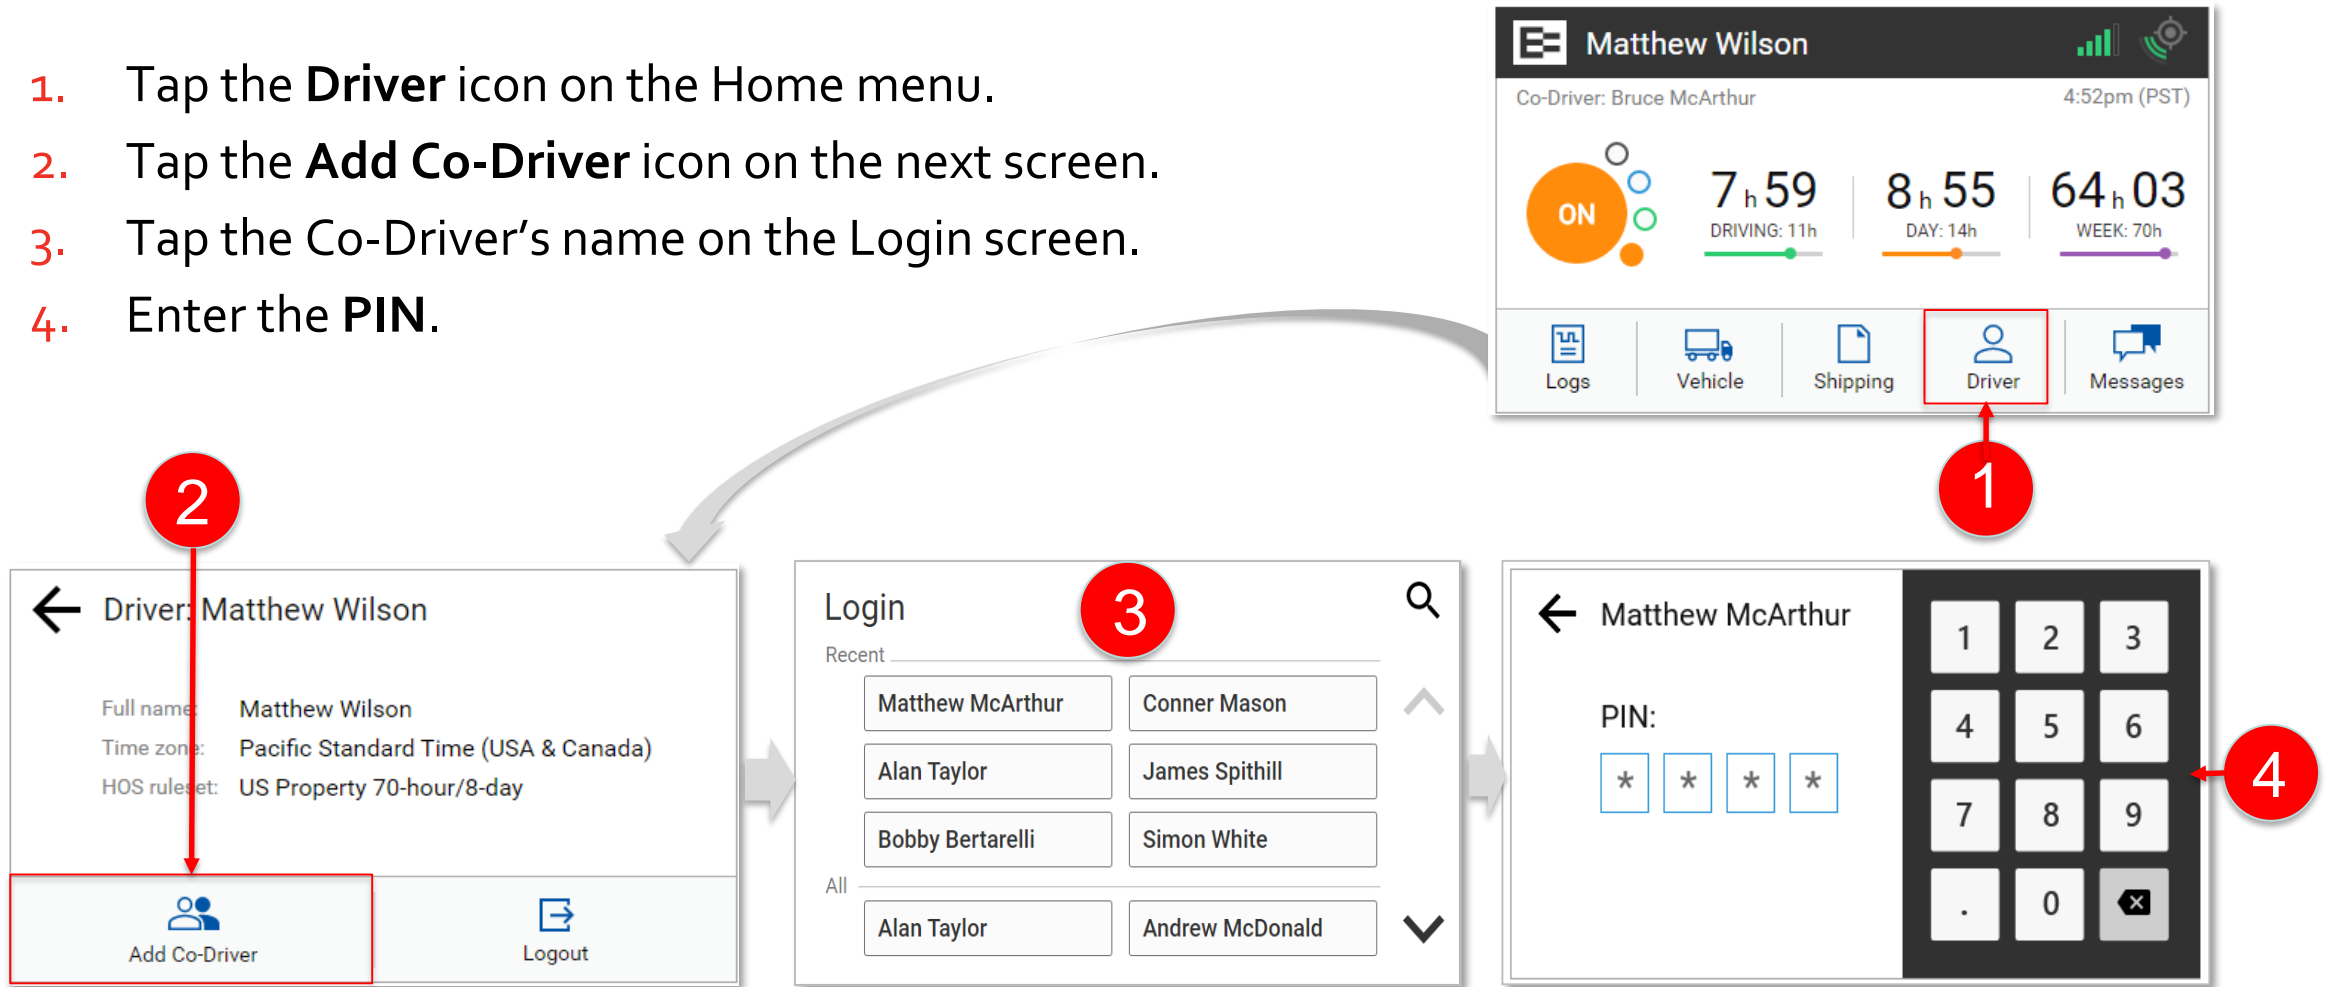 1. Tap the Driver icon on the Home menu.
2. Tap the Add Co-Driver icon on the next screen.
3. Tap the Co-Driver’s name on the Login screen.
4. Enter the PIN.
Matthew Wilson
Co-Driver: Bruce McArthur 4:52pm (PST)
ON
7 h 59 8 h 55 64 h 03
DRIVING: 11h DAY: 14h WEEK: 70h
Logs Vehicle Shipping Driver Messages
1
2
Driver: Matthew Wilson
Full name: Matthew Wilson
Time zone: Pacific Standard Time (USA & Canada)
HOS ruleset: US Property 70-hour/8-day
Add Co-Driver Logout
3
Login
Recent
Matthew McArthur Conner Mason
Alan Taylor James Spithill
Bobby Bertarelli Simon White
All
Alan Taylor Andrew McDonald
Matthew McArthur
PIN:
* * * *
1 2 3
4 5 6
7 8 9
. 0
4